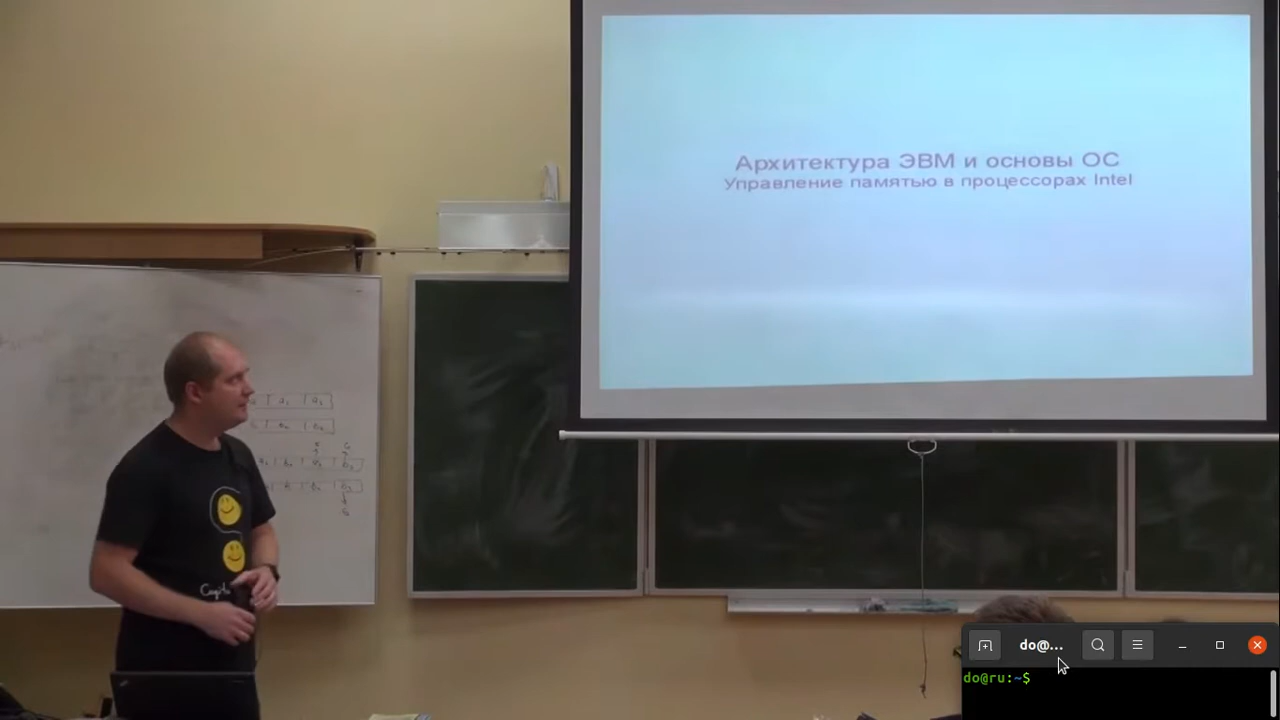 Архитектура ЭВМ и основы ОС
Управление памятью в процессорах Intel
do@...
do@ru:~$